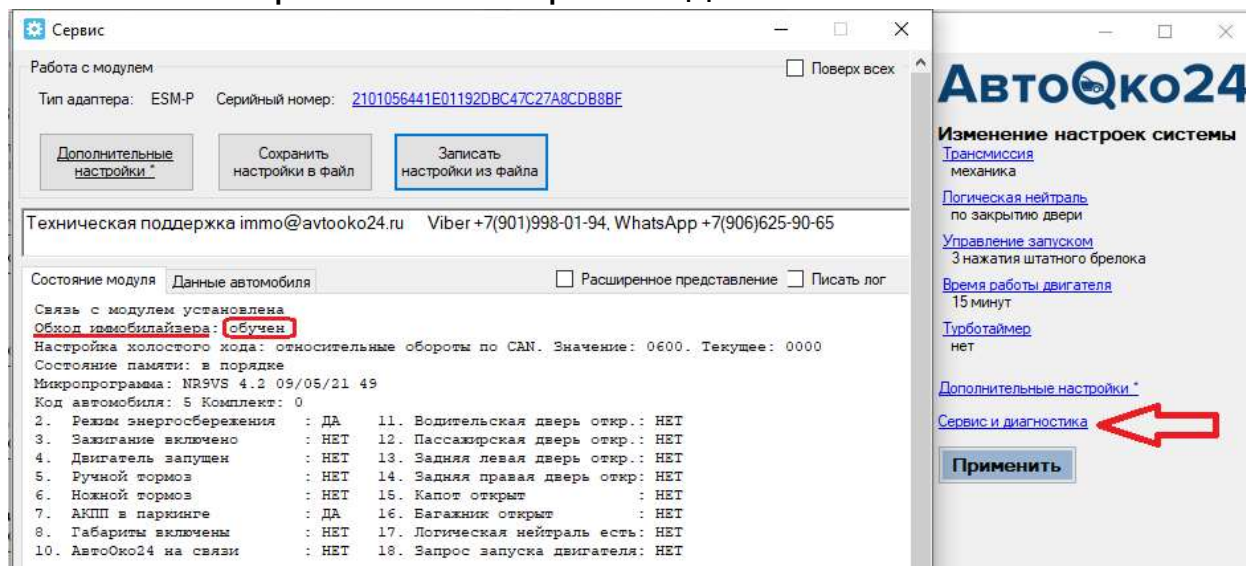 Сервис
Работа с модулем
Поверх всех
Тип адаптера: ESM-P Серийный номер: 2101056441E01192DBC47C27A8CDB8BF
Дополнительные
настройки *
Сохранить
настройки в файл
Записать
настройки из файла
Техническая поддержка immo@avtooko24.ru Viber +7(901)998-01-94, WhatsApp +7(906)625-90-65
Состояние модуля Данные автомобиля Расширенное представление Писать лог
Связь с модулем установлена
Обход иммобилайзера: обучен
Настройка холостого хода: относительные обороты по CAN. Значение: 0600. Текущее: 0000
Состояние памяти: в порядке
Микропрограмма: NR9VS 4.2 09/05/21 49
Код автомобиля: 5 Комплект: 0
2. Режим энергосбережения : ДА 11. Водительская дверь откр.: НЕТ
3. Зажигание включено : НЕТ 12. Пассажирская дверь откр.: НЕТ
4. Двигатель запущен : НЕТ 13. Задняя левая дверь откр.: НЕТ
5. Ручной тормоз : НЕТ 14. Задняя правая дверь откр: НЕТ
6. Ножной тормоз : НЕТ 15. Капот открыт : НЕТ
7. АКПП в паркинге : ДА 16. Багажник открыт : НЕТ
8. Габариты включены : НЕТ 17. Логическая нейтраль есть: НЕТ
10. АвтоОко24 на связи : НЕТ 18. Запрос запуска двигателя: НЕТ
АвтоОко24
Изменение настроек системы
Трансмиссия
механика
Логическая нейтраль
по закрытию двери
Управление запуском
3 нажатия штатного брелока
Время работы двигателя
15 минут
Турботаймер
нет
Дополнительные настройки *
Сервис и диагностика
Применить